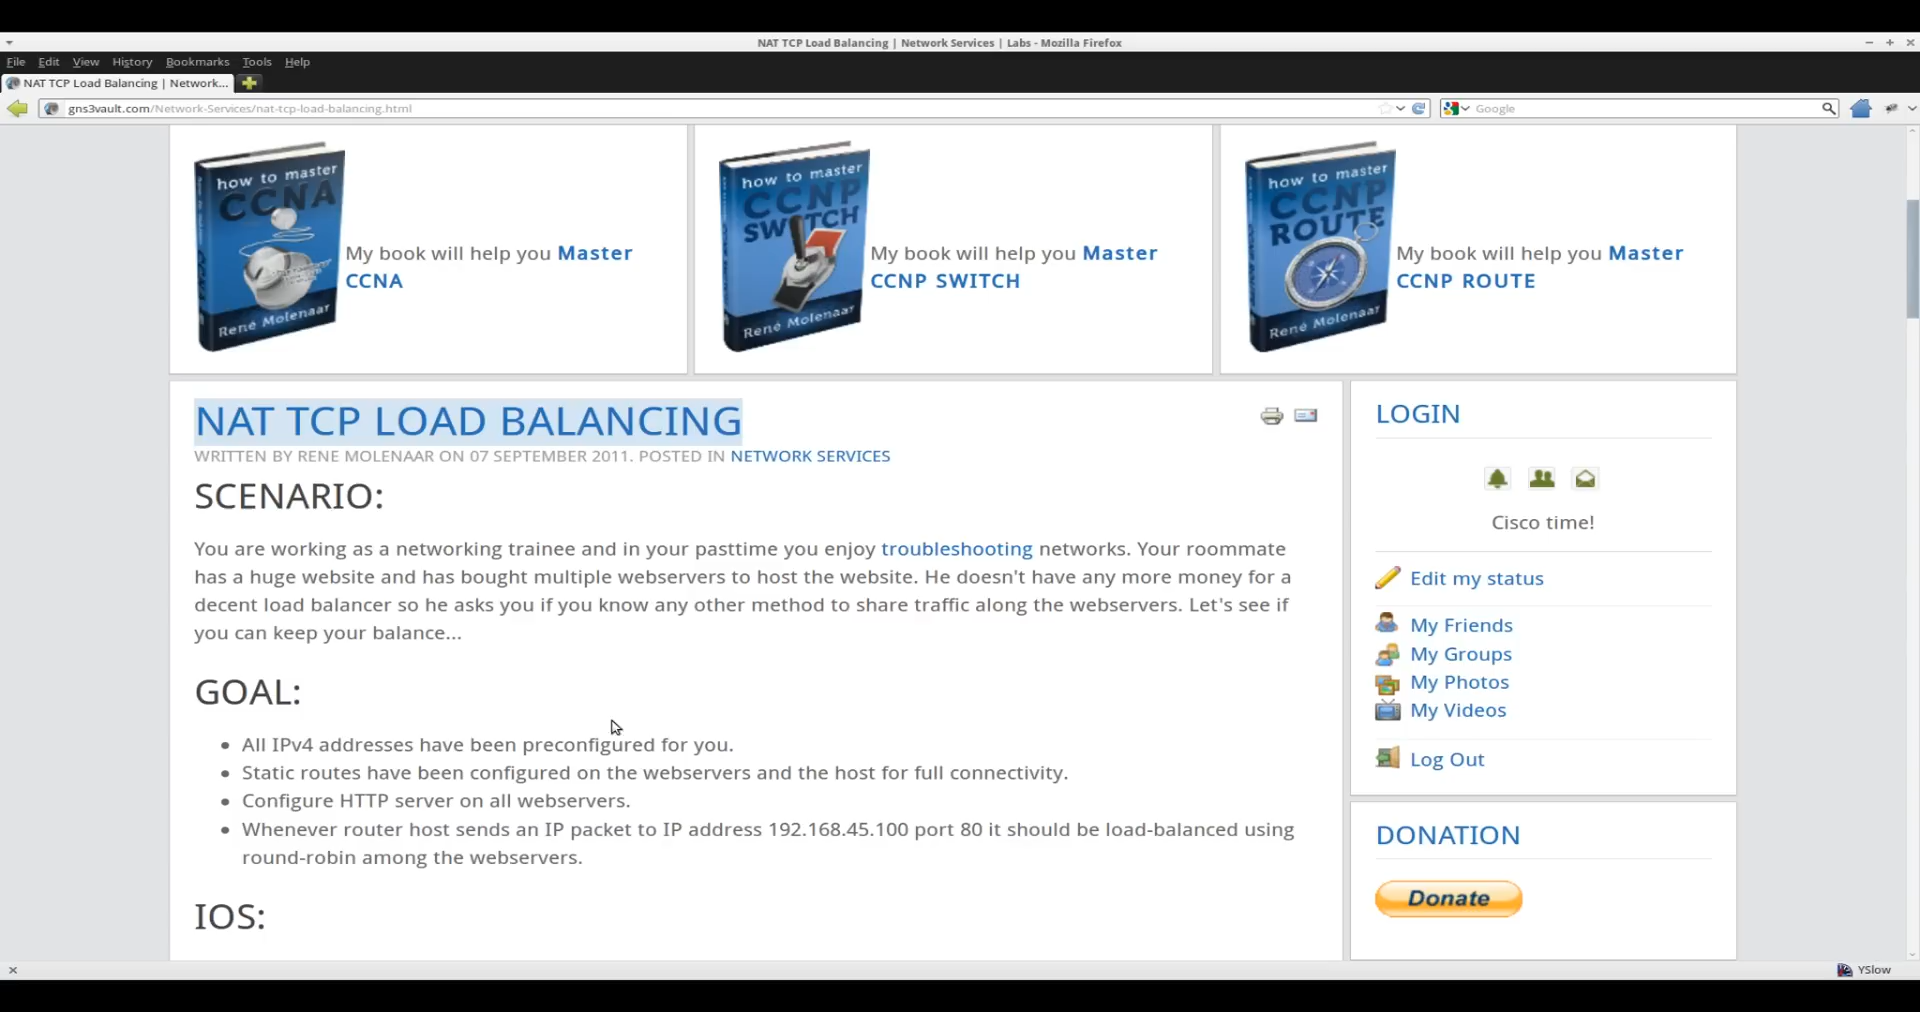 NAT TCP Load Balancing | Network Services | Labs - Mozilla Firefox
File Edit View History Bookmarks Tools Help
NAT TCP Load Balancing | Network...
gns3vault.com/Network-Services/nat-tcp-load-balancing.html
Google
how to master
CCNA
René Molenaar
My book will help you Master
CCNA
how to master
CCNP
SWITCH
René Molenaar
My book will help you Master
CCNP SWITCH
how to master
CCNP
ROUTE
René Molenaar
My book will help you Master
CCNP ROUTE
NAT TCP LOAD BALANCING
WRITTEN BY RENE MOLENAAR ON 07 SEPTEMBER 2011. POSTED IN NETWORK SERVICES
SCENARIO:
You are working as a networking trainee and in your pasttime you enjoy troubleshooting networks. Your roommate
has a huge website and has bought multiple webservers to host the website. He doesn't have any more money for a
decent load balancer so he asks you if you know any other method to share traffic along the webservers. Let's see if
you can keep your balance...
GOAL:
All IPv4 addresses have been preconfigured for you.
Static routes have been configured on the webservers and the host for full connectivity.
Configure HTTP server on all webservers.
Whenever router host sends an IP packet to IP address 192.168.45.100 port 80 it should be load-balanced using
round-robin among the webservers.
IOS:
LOGIN
Cisco time!
Edit my status
My Friends
My Groups
My Photos
My Videos
Log Out
DONATION
Donate
YSlow